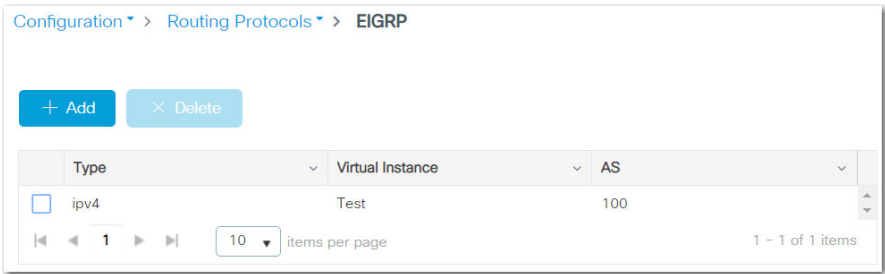 Configuration > Routing Protocols > EIGRP
+ Add × Delete
Type Virtual Instance AS
ipv4 Test 100
1 10 items per page 1 - 1 of 1 items